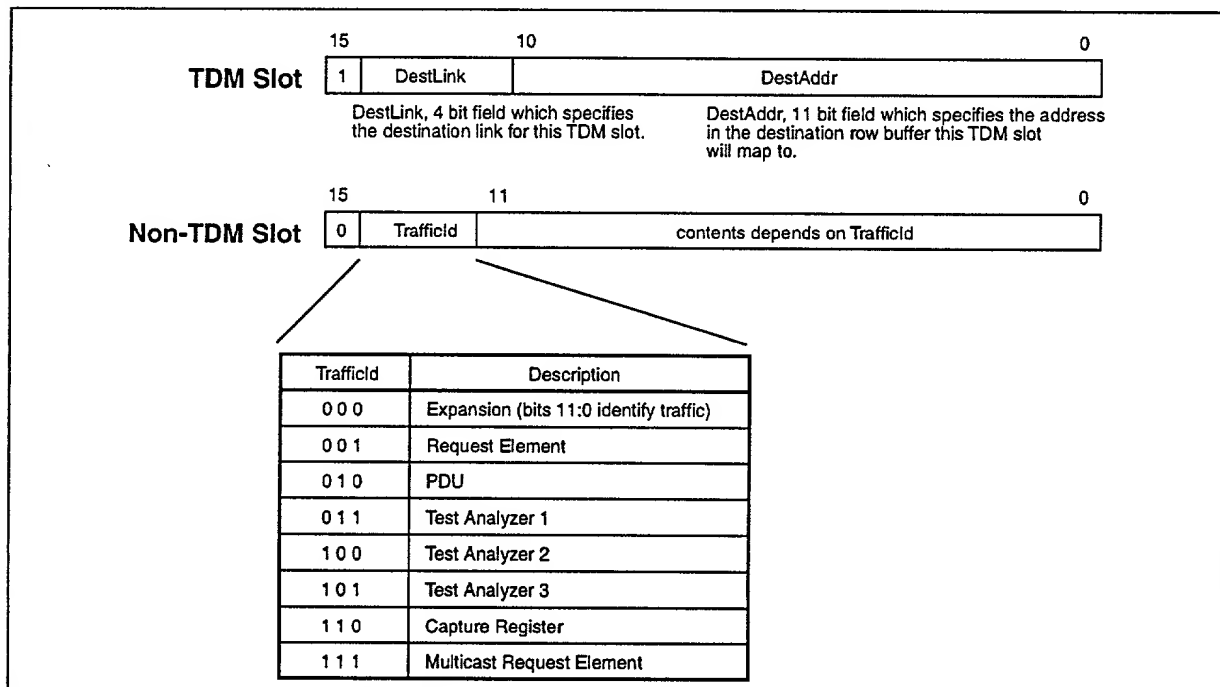 15 10 0
TDM Slot 1 DestLink DestAddr
DestLink, 4 bit field which specifies
the destination link for this TDM slot.
DestAddr, 11 bit field which specifies the address
in the destination row buffer this TDM slot
will map to.
15 11 0
Non-TDM Slot 0 TrafficId contents depends on TrafficId
TrafficId Description
0 0 0 Expansion (bits 11:0 identify traffic)
0 0 1 Request Element
0 1 0 PDU
0 1 1 Test Analyzer 1
1 0 0 Test Analyzer 2
1 0 1 Test Analyzer 3
1 1 0 Capture Register
1 1 1 Multicast Request Element